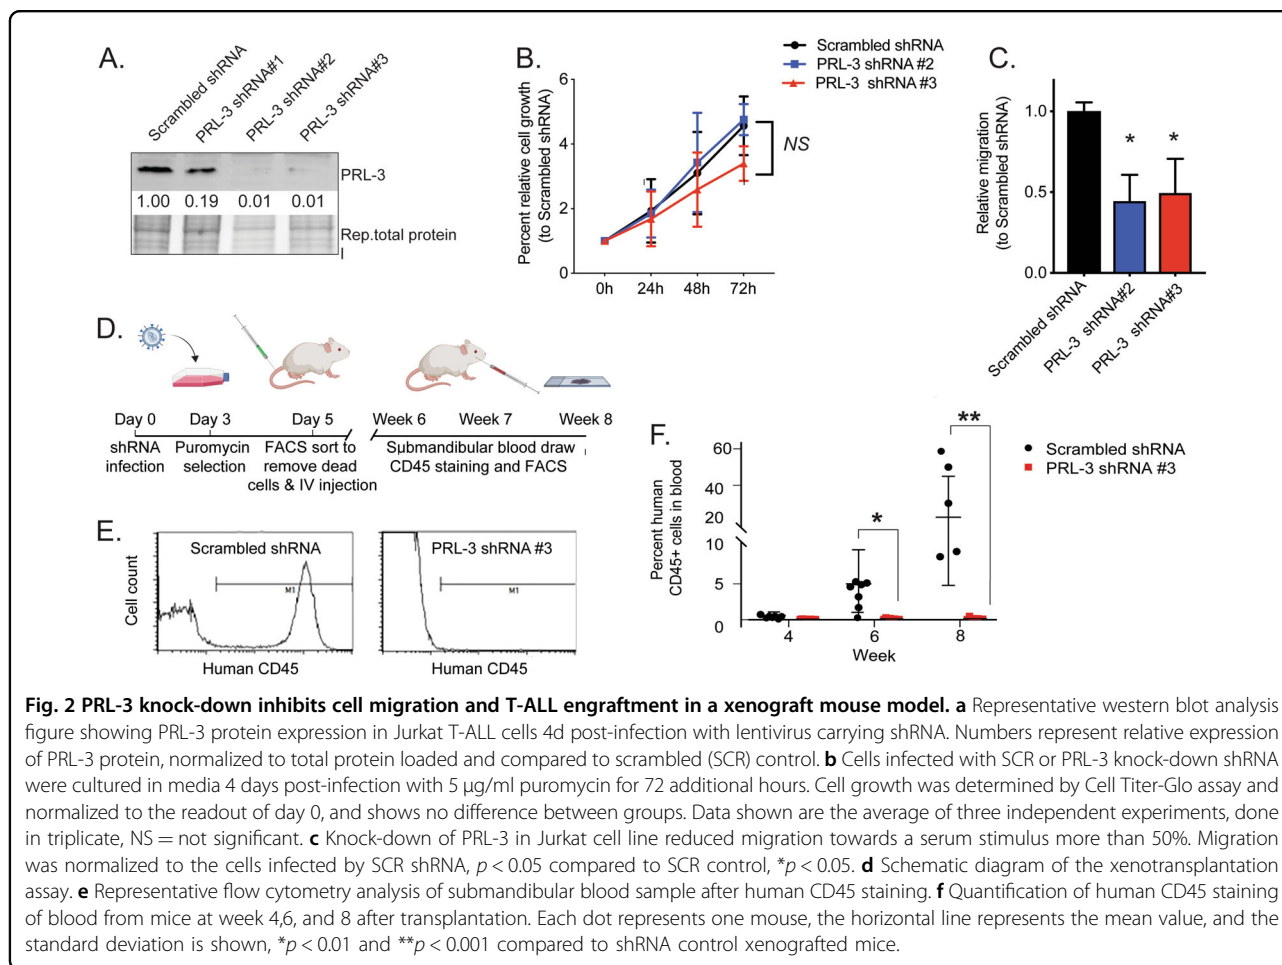 A.
Scrambled shRNA
PRL-3 shRNA#1
PRL-3 shRNA#2
PRL-3 shRNA#3
PRL-3
1.00 0.19 0.01 0.01
Rep.total protein
B.
Scrambled shRNA
PRL-3 shRNA #2
PRL-3 shRNA #3
Percent relative cell growth
(to Scrambled shRNA)
6
4
2
0
0h 24h 48h 72h
NS
C.
Relative migration
(to Scrambled shRNA)
1.0
0.5
0.0
* *
Scrambled shRNA
PRL-3 shRNA#2
PRL-3 shRNA#3
D.
Day 0 Day 3 Day 5 Week 6 Week 7 Week 8
shRNA
infection
Puromycin
selection
FACS sort to
remove dead
cells & IV injection
Submandibular blood draw
CD45 staining and FACS
E.
Cell count
Scrambled shRNA
M1
Human CD45
PRL-3 shRNA #3
M1
Human CD45
F.
Percent human
CD45+ cells in blood
60
40
20
10
5
0
4 6 8
Week
*
**
Scrambled shRNA
PRL-3 shRNA #3
Fig. 2 PRL-3 knock-down inhibits cell migration and T-ALL engraftment in a xenograft mouse model. a Representative western blot analysis
figure showing PRL-3 protein expression in Jurkat T-ALL cells 4d post-infection with lentivirus carrying shRNA. Numbers represent relative expression
of PRL-3 protein, normalized to total protein loaded and compared to scrambled (SCR) control. b Cells infected with SCR or PRL-3 knock-down shRNA
were cultured in media 4 days post-infection with 5 µg/ml puromycin for 72 additional hours. Cell growth was determined by Cell Titer-Glo assay and
normalized to the readout of day 0, and shows no difference between groups. Data shown are the average of three independent experiments, done
in triplicate, NS = not significant. c Knock-down of PRL-3 in Jurkat cell line reduced migration towards a serum stimulus more than 50%. Migration
was normalized to the cells infected by SCR shRNA, p < 0.05 compared to SCR control, *p < 0.05. d Schematic diagram of the xenotransplantation
assay. e Representative flow cytometry analysis of submandibular blood sample after human CD45 staining. f Quantification of human CD45 staining
of blood from mice at week 4,6, and 8 after transplantation. Each dot represents one mouse, the horizontal line represents the mean value, and the
standard deviation is shown, *p < 0.01 and **p < 0.001 compared to shRNA control xenografted mice.